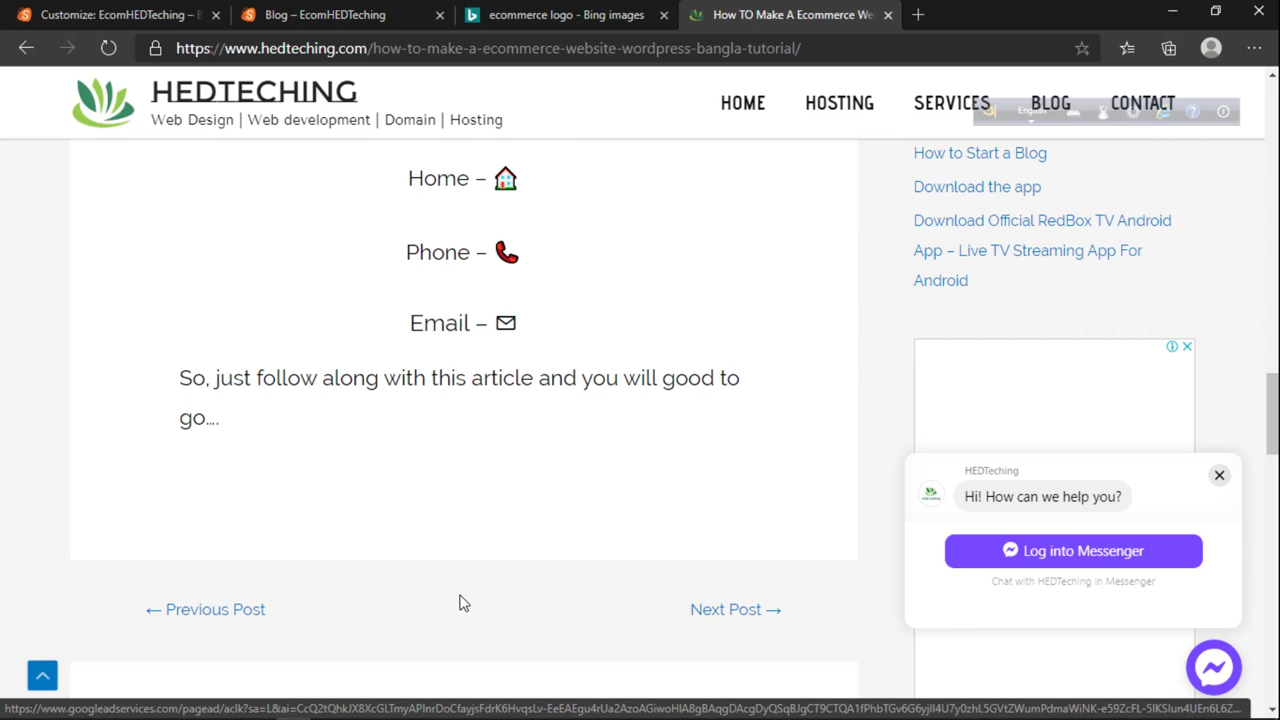 Customize: EcomHEDTeching – E
Blog – EcomHEDTeching
ecommerce logo - Bing images
How TO Make A Ecommerce We
https://www.hedteching.com/how-to-make-a-ecommerce-website-wordpress-bangla-tutorial/
HEDTECHING
Web Design | Web development | Domain | Hosting
HOME HOSTING SERVICES BLOG CONTACT
English
Home –
Phone –
Email –
So, just follow along with this article and you will good to
go….
← Previous Post
Next Post →
How to Start a Blog
Download the app
Download Official RedBox TV Android
App – Live TV Streaming App For
Android
HEDTeching
Hi! How can we help you?
Log into Messenger
Chat with HEDTeching in Messenger